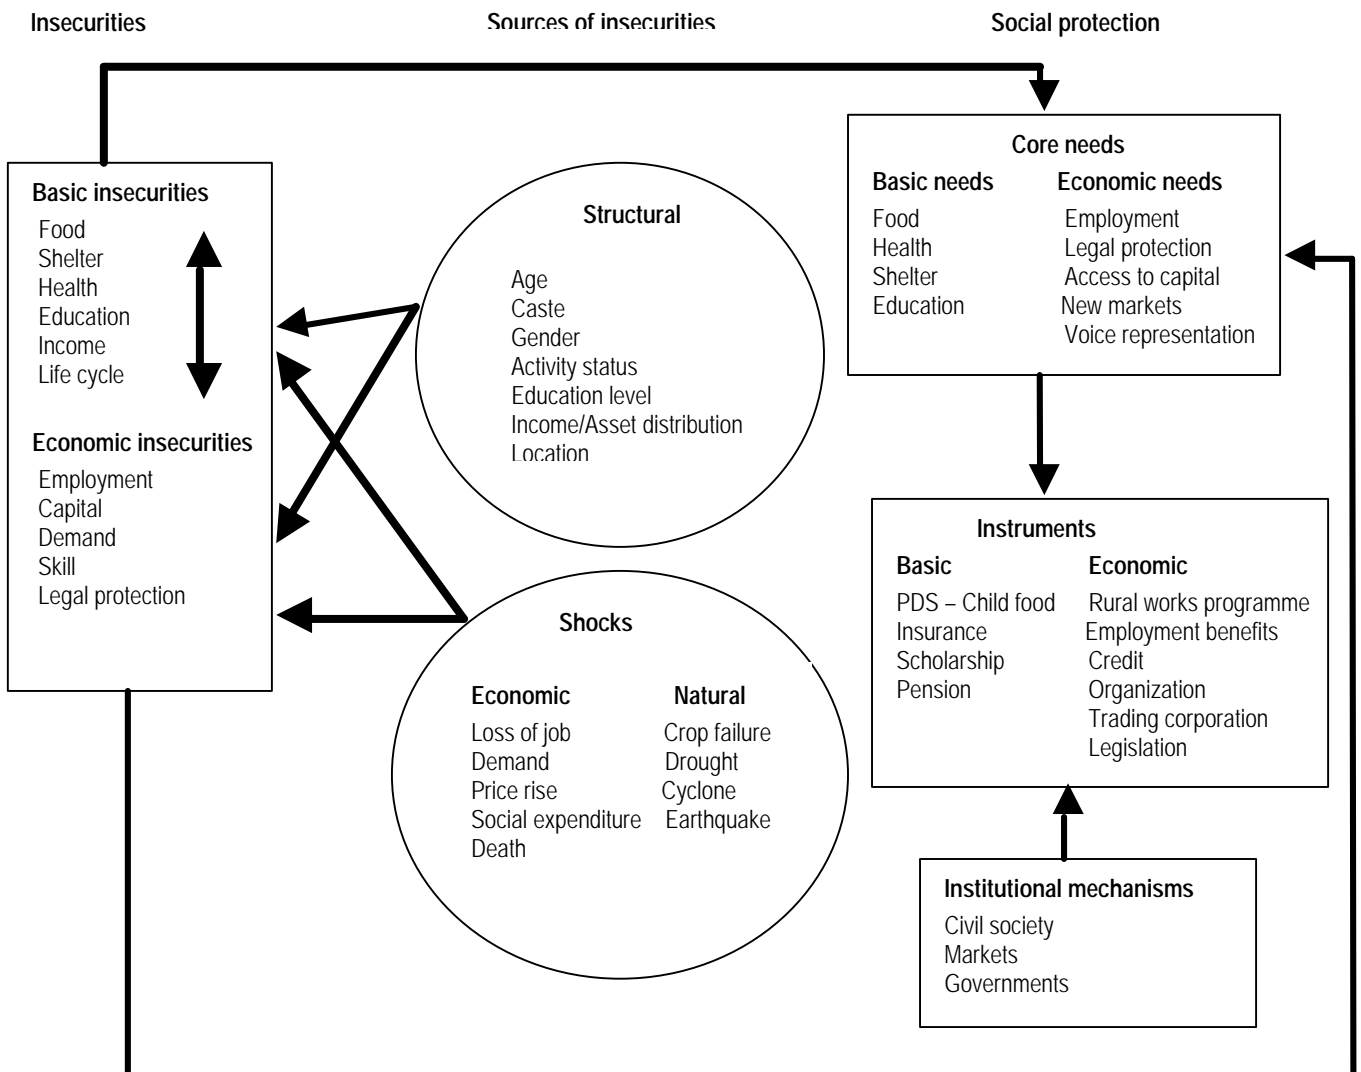 Insecurities
Sources of insecurities
Social protection
Basic insecurities
Food
Shelter
Health
Education
Income
Life cycle
Economic insecurities
Employment
Capital
Demand
Skill
Legal protection
Structural
Age
Caste
Gender
Activity status
Education level
Income/Asset distribution
Location
Shocks
Economic
Loss of job
Demand
Price rise
Social expenditure
Death
Natural
Crop failure
Drought
Cyclone
Earthquake
Core needs
Basic needs
Food
Health
Shelter
Education
Economic needs
Employment
Legal protection
Access to capital
New markets
Voice representation
Instruments
Basic
PDS – Child food
Insurance
Scholarship
Pension
Economic
Rural works programme
Employment benefits
Credit
Organization
Trading corporation
Legislation
Institutional mechanisms
Civil society
Markets
Governments